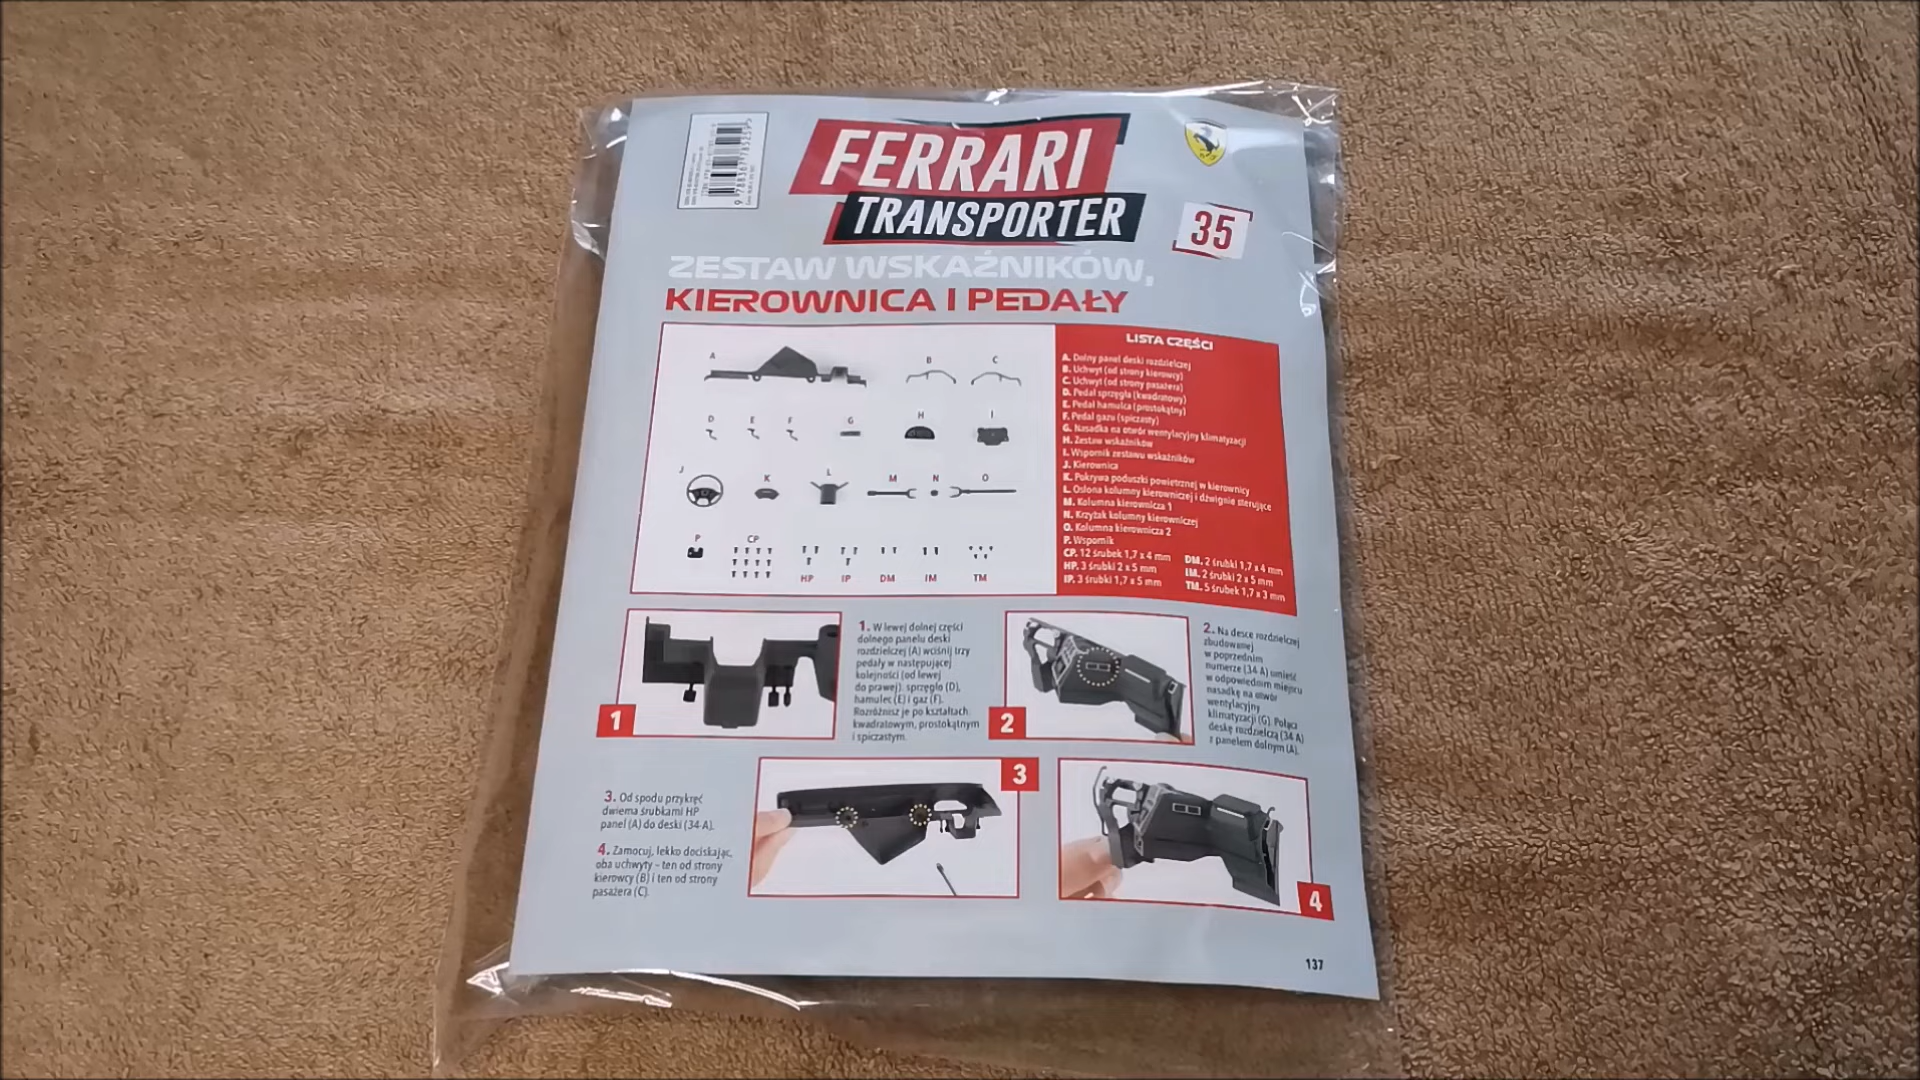 FERRARI
TRANSPORTER
35
ZESTAW WSKAŹNIKÓW,
KIEROWNICA I PEDAŁY
LISTA CZĘŚCI
A. Dolny panel deski rozdzielczej
B. Uchwyt (od strony kierowcy)
C. Uchwyt (od strony pasażera)
D. Pedał sprzęgła (kwadratowy)
E. Pedał hamulca (prostokątny)
F. Pedał gazu (spiczasty)
G. Nasadka na otwór wentylacyjny klimatyzacji
H. Zestaw wskaźników
I. Wspornik zestawu wskaźników
J. Kierownica
K. Pokrywa poduszki powietrznej w kierownicy
L. Osłona kolumny kierowniczej i dźwignie sterujące
M. Kolumna kierownicza 1
N. Krzyżak kolumny kierowniczej
O. Kolumna kierownicza 2
P. Wspornik
CP. 12 śrubek 1,7 x 4 mm
HP. 3 śrubki 2 x 5 mm
IP. 3 śrubki 1,7 x 5 mm
DM. 2 śrubki 1,7 x 4 mm
IM. 2 śrubki 2 x 5 mm
TM. 5 śrubek 1,7 x 3 mm
A B C
D E F G H I
J K L M N O
P CP
HP IP DM IM TM
1
1. W lewej dolnej części
dolnego panelu deski
rozdzielczej (A) wciśnij trzy
pedały w następującej
kolejności (od lewej
do prawej): sprzęgło (D),
hamulec (E) i gaz (F).
Rozróżnisz je po kształtach:
kwadratowym, prostokątnym
i spiczastym.
2
2. Na desce rozdzielczej
zbudowanej
w poprzednim
numerze (34 A) umieść
w odpowiednim miejscu
nasadkę na otwór
wentylacyjny
klimatyzacji (G). Połącz
deskę rozdzielczą (34 A)
z panelem dolnym (A).
3. Od spodu przykręć
dwiema śrubkami HP
panel (A) do deski (34 A).
4. Zamocuj, lekko dociskając,
oba uchwyty – ten od strony
kierowcy (B) i ten od strony
pasażera (C).
3
4
137